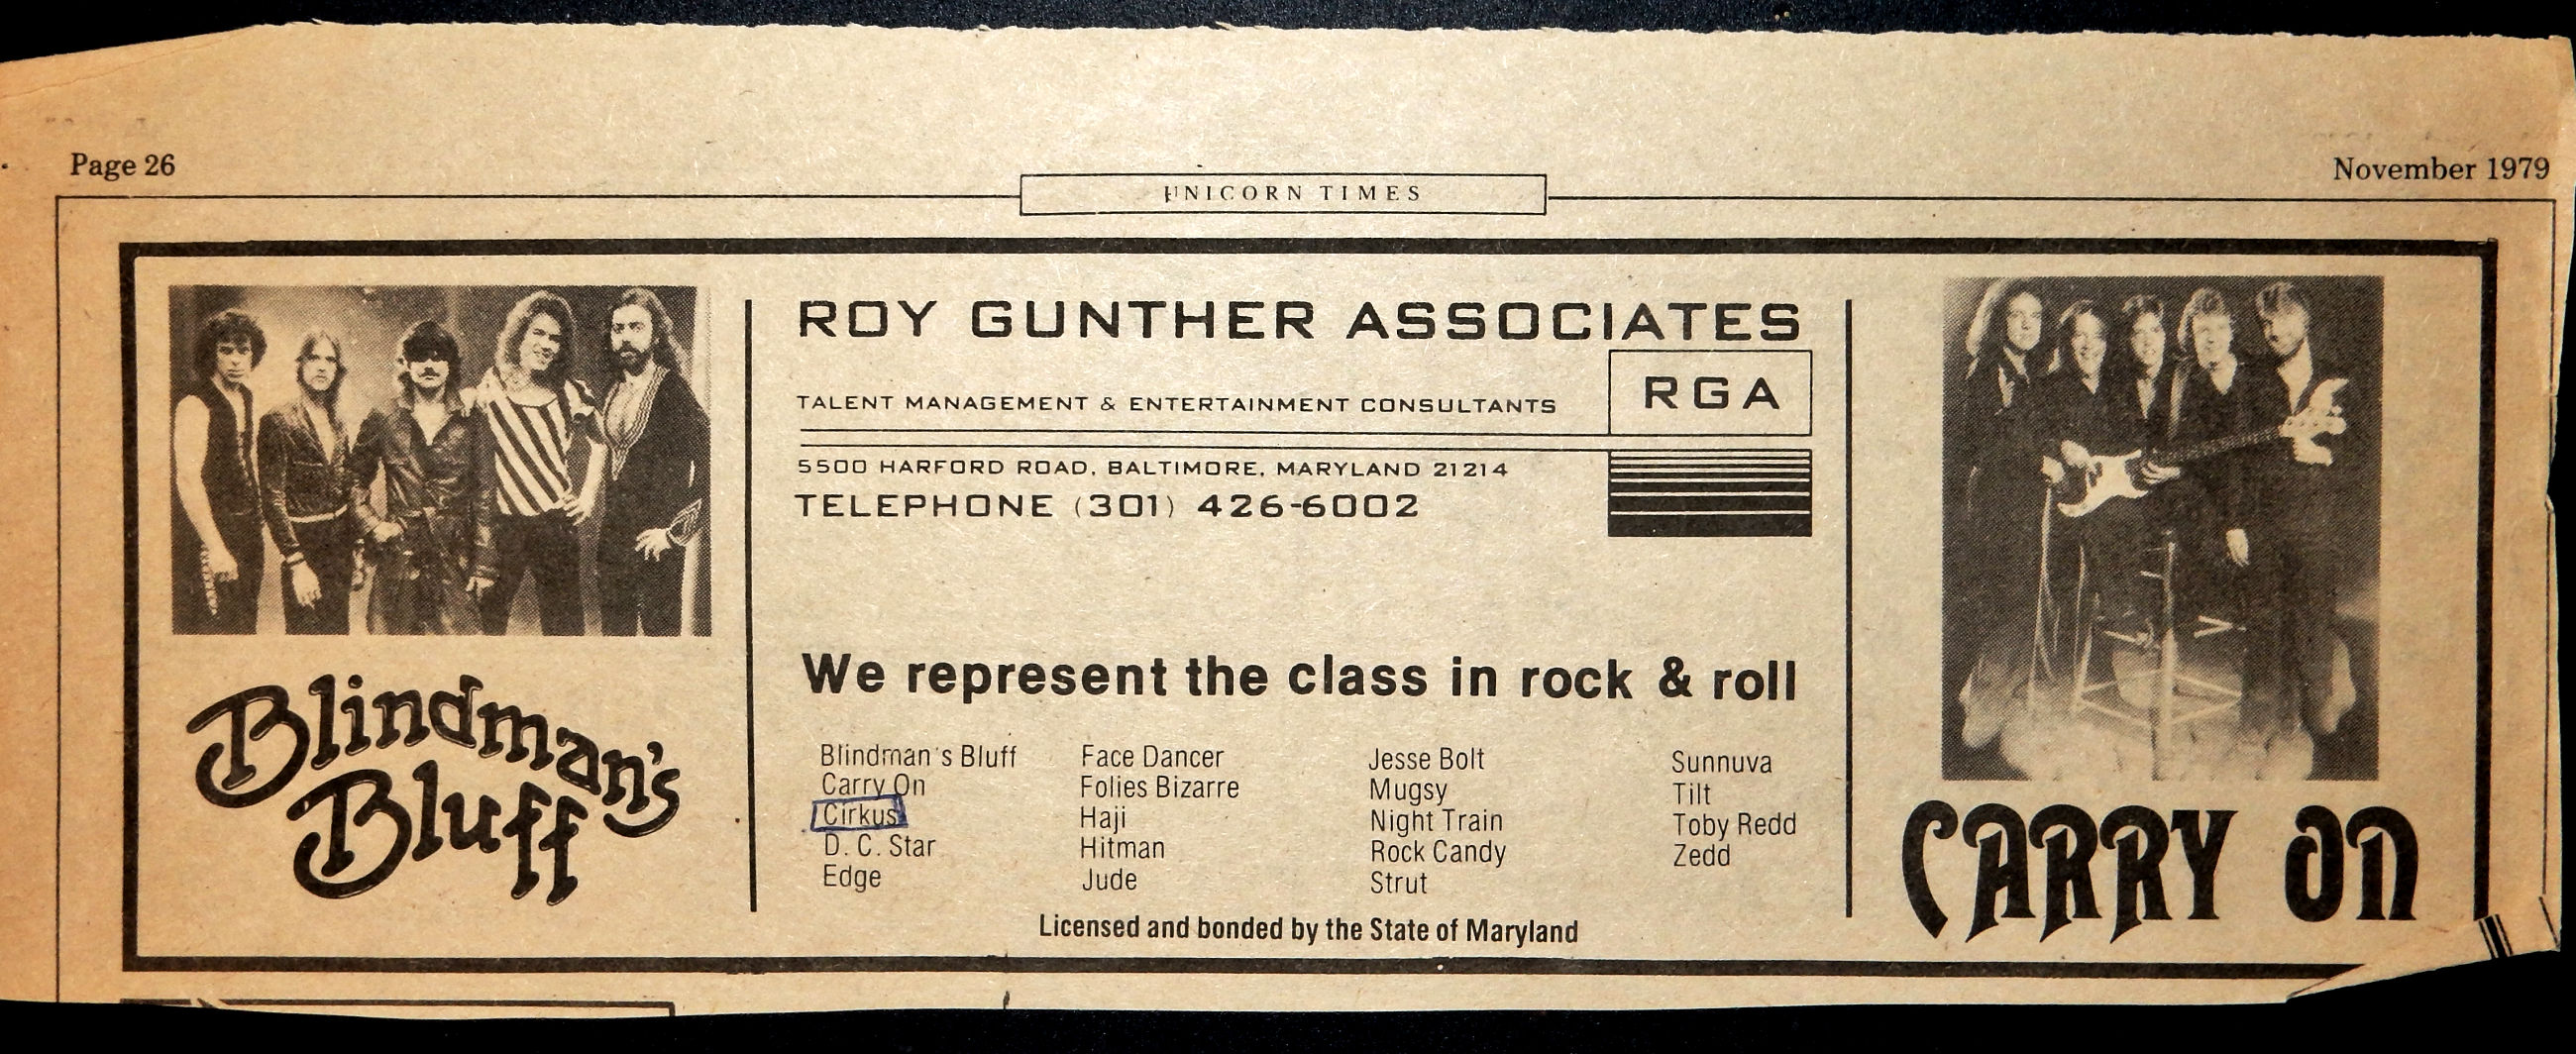 Page 26
UNICORN TIMES
November 1979
Blindman's
Bluff
ROY GUNTHER ASSOCIATES
RGA
TALENT MANAGEMENT & ENTERTAINMENT CONSULTANTS
5500 HARFORD ROAD, BALTIMORE, MARYLAND 21214
TELEPHONE (301) 426-6002
We represent the class in rock & roll
Blindman's Bluff
Carry On
Cirkus
D. C. Star
Edge
Face Dancer
Folies Bizarre
Haji
Hitman
Jude
Jesse Bolt
Mugsy
Night Train
Rock Candy
Strut
Sunnuva
Tilt
Toby Redd
Zedd
Licensed and bonded by the State of Maryland
CARRY On